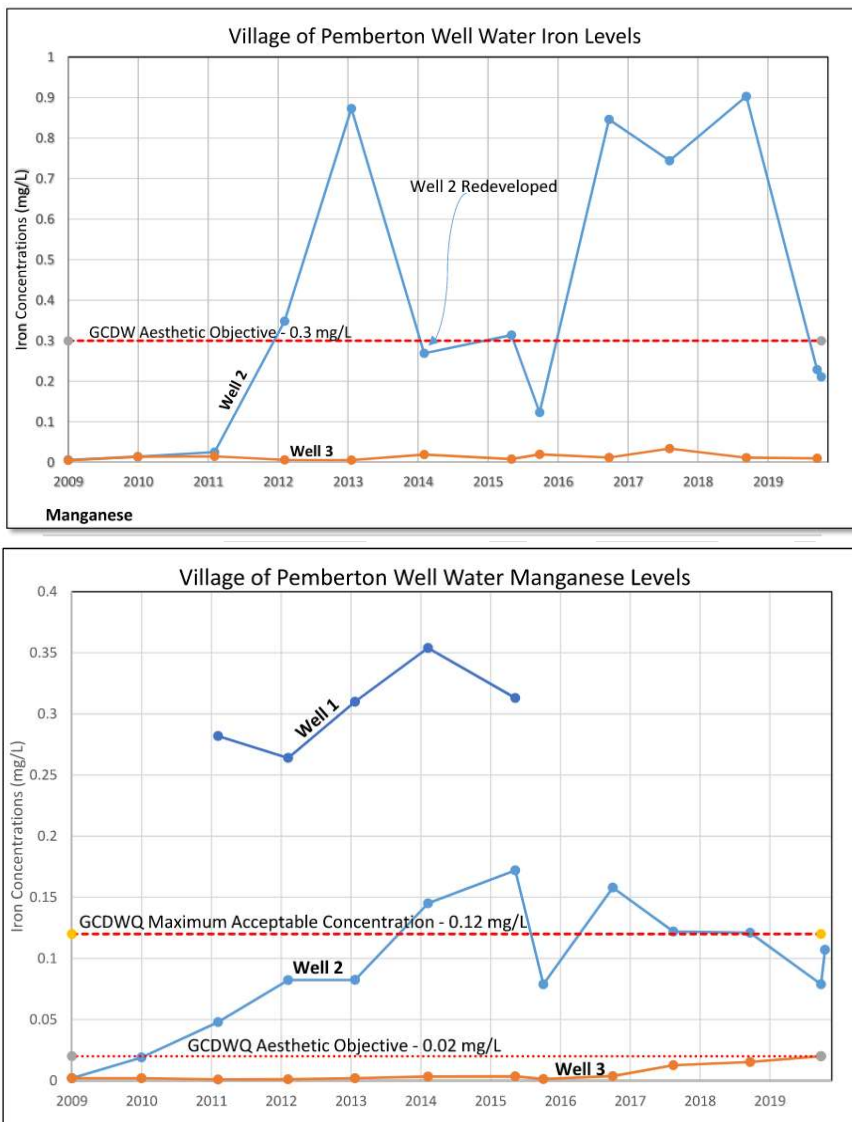 Village of Pemberton Well Water Iron Levels
Iron Concentrations (mg/L)
1
0.9
0.8
0.7
0.6
0.5
0.4
0.3
0.2
0.1
0
Well 2 Redeveloped
GCDW Aesthetic Objective - 0.3 mg/L
Well 2
Well 3
2009 2010 2011 2012 2013 2014 2015 2016 2017 2018 2019
Manganese
Village of Pemberton Well Water Manganese Levels
Iron Concentrations (mg/L)
0.4
0.35
0.3
0.25
0.2
0.15
0.1
0.05
0
Well 1
GCDWQ Maximum Acceptable Concentration - 0.12 mg/L
Well 2
GCDWQ Aesthetic Objective - 0.02 mg/L
Well 3
2009 2010 2011 2012 2013 2014 2015 2016 2017 2018 2019